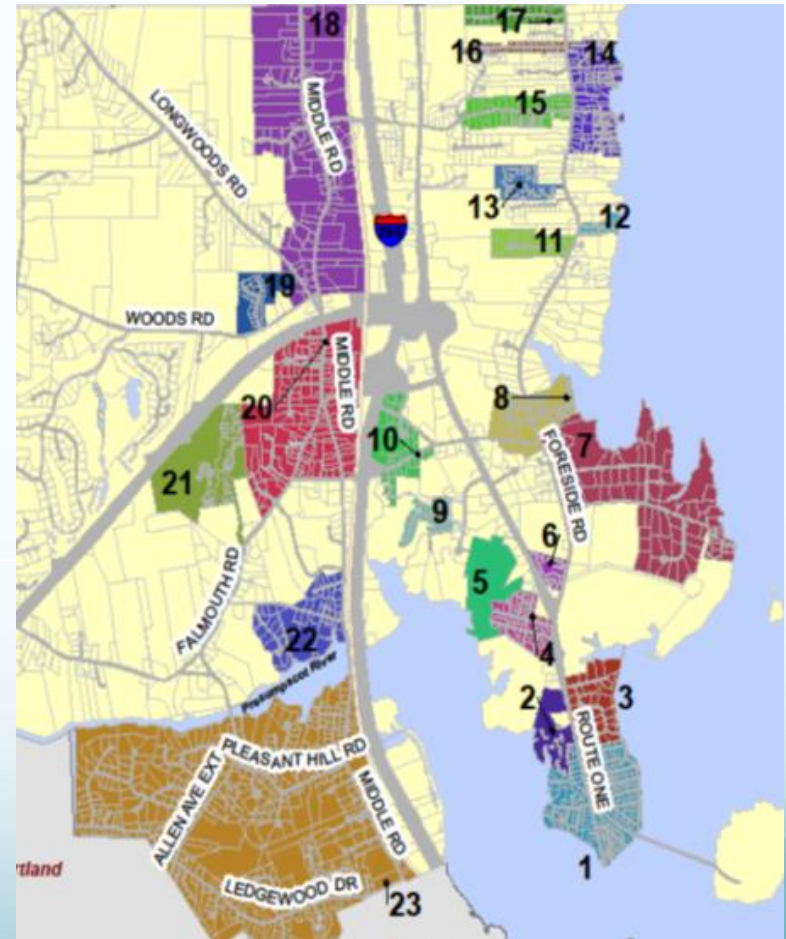 17
18
16
14
LONGWOODS RD
MIDDLE RD
15
13
12
11
19
WOODS RD
MIDDLE RD
8
20
10
7
FORESIDE RD
21
9
6
5
FALMOUTH RD
22
4
Presumpscot River
2
3
PLEASANT HILL RD
ROUTE ONE
ALLEN AVE EXT
MIDDLE RD
1
rtland
LEDGEWOOD DR
23